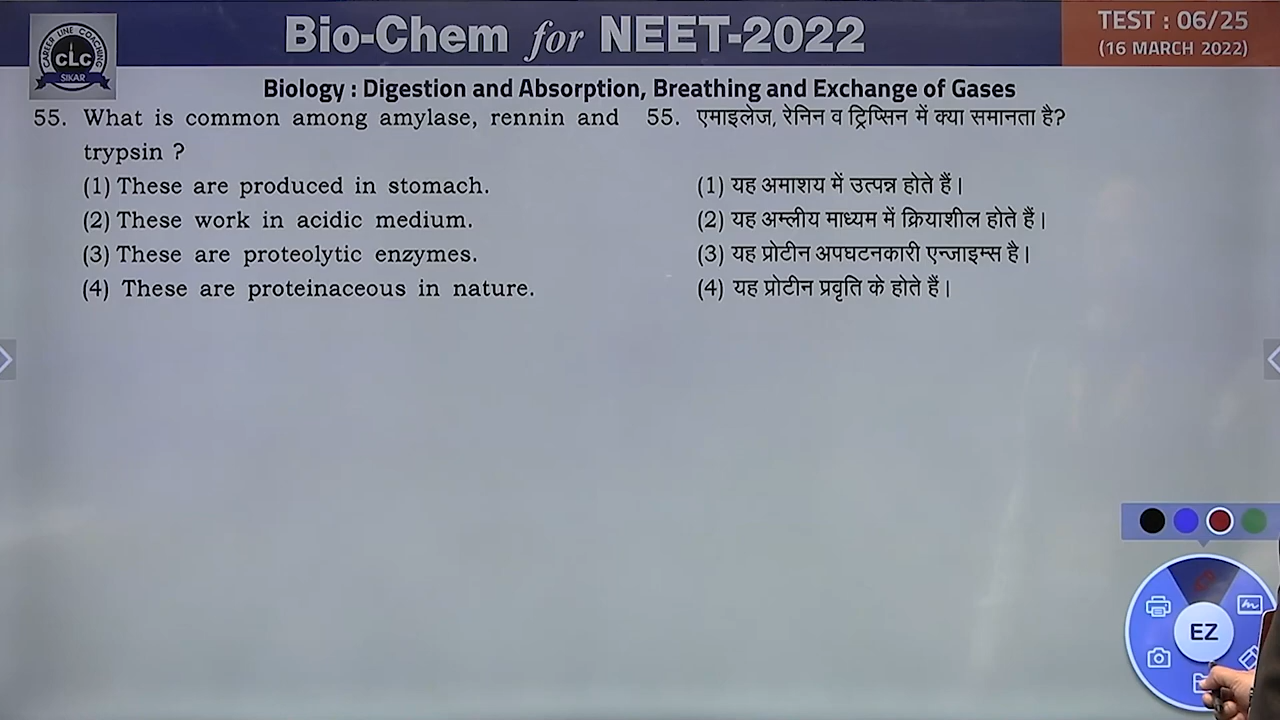 Bio-Chem for NEET-2022
TEST : 06/25
(16 MARCH 2022)
CAREER LINE COACHING
CLC
SIKAR
Biology : Digestion and Absorption, Breathing and Exchange of Gases
55. What is common among amylase, rennin and
trypsin ?
(1) These are produced in stomach.
(2) These work in acidic medium.
(3) These are proteolytic enzymes.
(4) These are proteinaceous in nature.
55. एमाइलेज, रेनिन व ट्रिप्सिन में क्या समानता है?
(1) यह अमाशय में उत्पन्न होते हैं।
(2) यह अम्लीय माध्यम में क्रियाशील होते हैं।
(3) यह प्रोटीन अपघटनकारी एन्जाइम्स है।
(4) यह प्रोटीन प्रवृति के होते हैं।
EZ